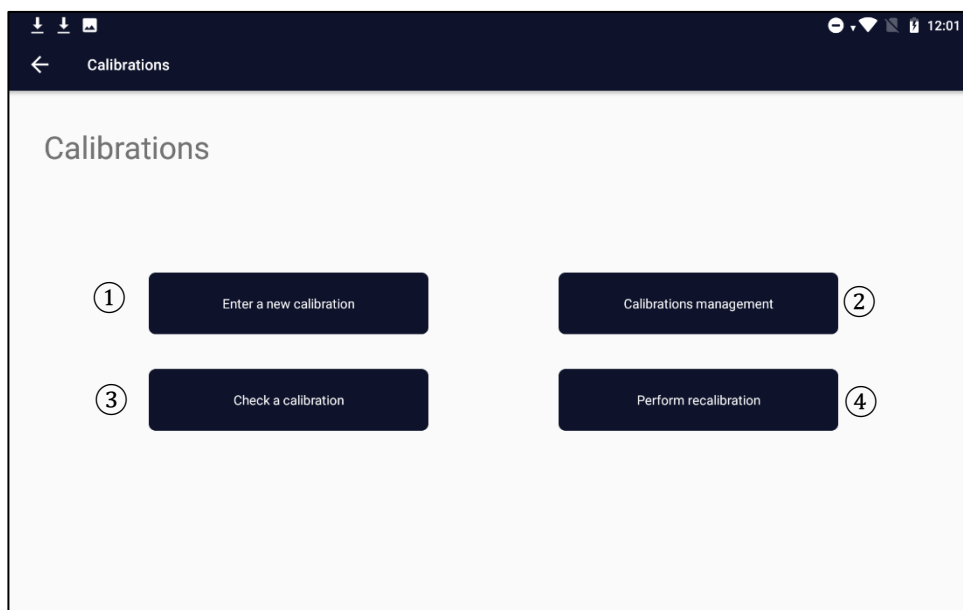 12:01
Calibrations
Calibrations
① Enter a new calibration Calibrations management ②
③ Check a calibration Perform recalibration ④